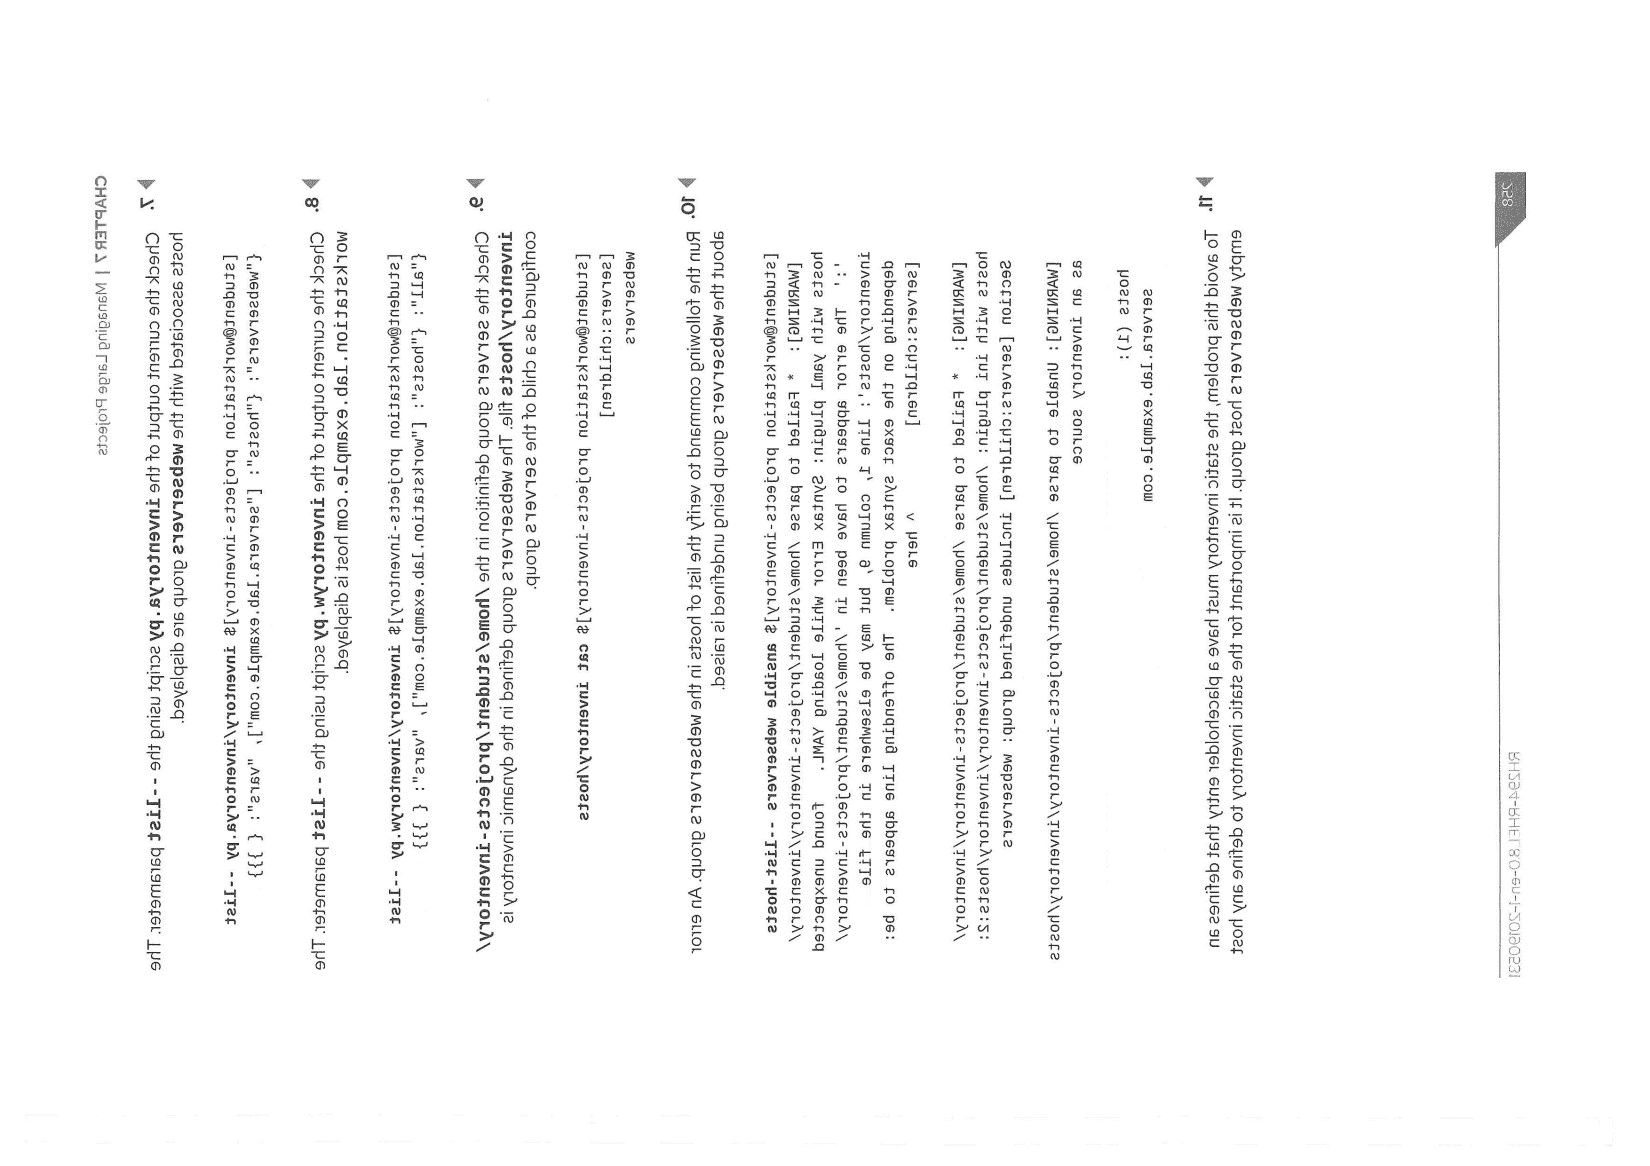 CHAPTER 7 | Managing Large Projects
7. Check the current output of the inventorya.py script using the --list parameter. The
hosts associated with the webservers group are displayed.
[student@workstation projects-inventory]$ inventory/inventorya.py --list
{"webservers": {"hosts": ["servera.lab.example.com"], "vars": { }}}
8. Check the current output of the inventoryw.py script using the --list parameter. The
workstation.lab.example.com host is displayed.
[student@workstation projects-inventory]$ inventory/inventoryw.py --list
{"all": {"hosts": ["workstation.lab.example.com"], "vars": { }}}
9. Check the servers group definition in the /home/student/projects-inventory/
inventory/hosts file. The webservers group defined in the dynamic inventory is
configured as a child of the servers group.
[student@workstation projects-inventory]$ cat inventory/hosts
[servers:children]
webservers
10. Run the following command to verify the list of hosts in the webservers group. An error
about the webservers group being undefined is raised.
[student@workstation projects-inventory]$ ansible webservers --list-hosts
[WARNING]:  * Failed to parse /home/student/projects-inventory/inventory/
hosts with yaml plugin: Syntax Error while loading YAML.   found unexpected
':'  The error appears to have been in '/home/student/projects-inventory/
inventory/hosts': line 1, column 9, but may be elsewhere in the file
depending on the exact syntax problem.  The offending line appears to be:
[servers:children]        ^ here
[WARNING]:  * Failed to parse /home/student/projects-inventory/inventory/
hosts with ini plugin: /home/student/projects-inventory/inventory/hosts:2:
Section [servers:children] includes undefined group: webservers
[WARNING]: Unable to parse /home/student/projects-inventory/inventory/hosts
as an inventory source
hosts (1):
servera.lab.example.com
11. To avoid this problem, the static inventory must have a placeholder entry that defines an
empty webservers host group. It is important for the static inventory to define any host
258
RH294-RHEL8.0-en-1-20190531